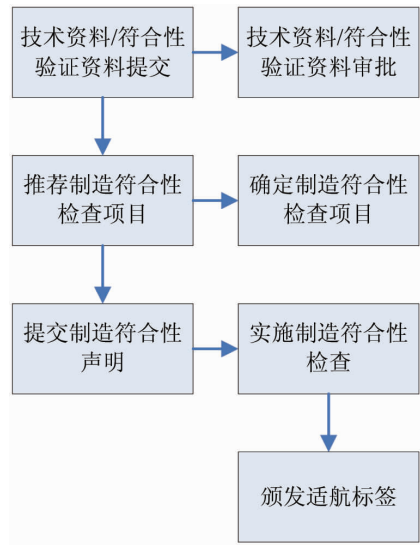 技术资料/符合性
验证资料提交
技术资料/符合性
验证资料审批
推荐制造符合性
检查项目
确定制造符合性
检查项目
提交制造符合性
声明
实施制造符合性
检查
颁发适航标签